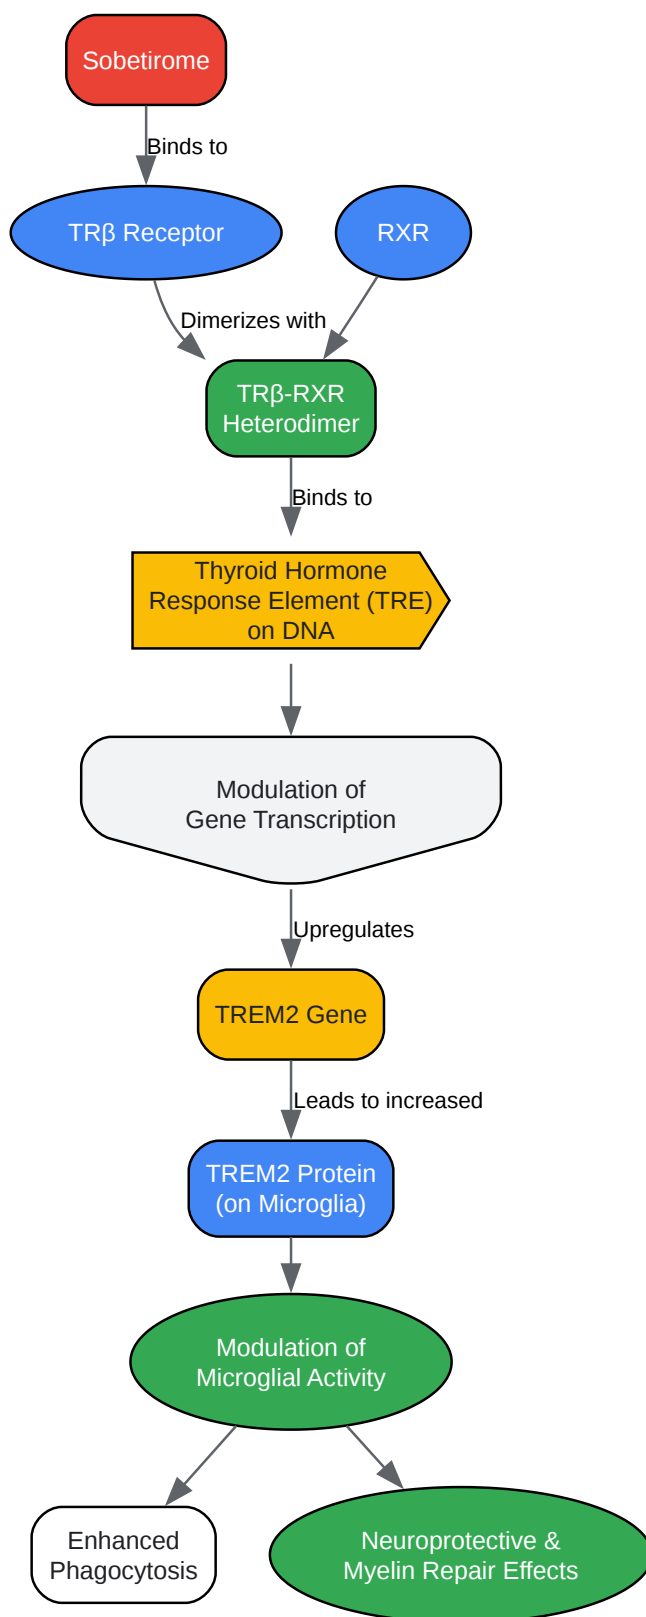 Sobetirome
Binds to
TRβ Receptor
RXR
Dimerizes with
TRβ-RXR
Heterodimer
Binds to
Thyroid Hormone
Response Element (TRE)
on DNA
Modulation of
Gene Transcription
Upregulates
TREM2 Gene
Leads to increased
TREM2 Protein
(on Microglia)
Modulation of
Microglial Activity
Enhanced
Phagocytosis
Neuroprotective &
Myelin Repair Effects